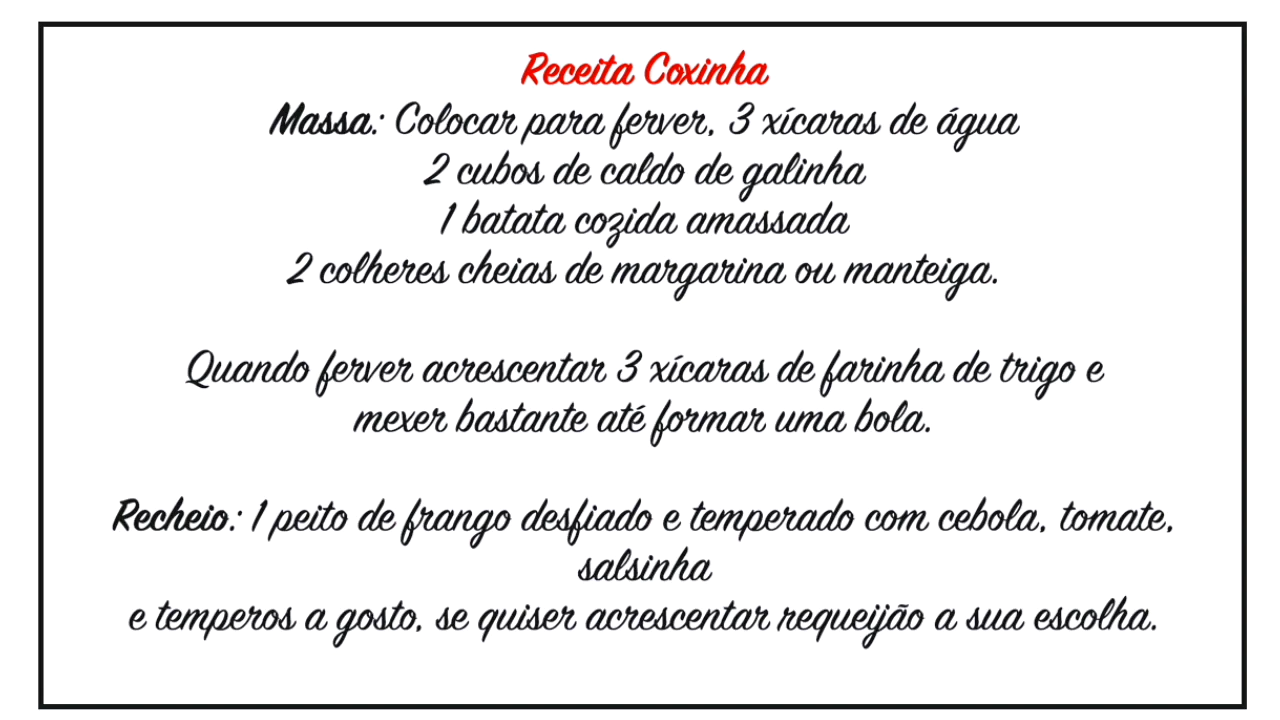 Receita Coxinha
Massa: Colocar para ferver, 3 xícaras de água
2 cubos de caldo de galinha
1 batata cozida amassada
2 colheres cheias de margarina ou manteiga.
Quando ferver acrescentar 3 xícaras de farinha de trigo e
mexer bastante até formar uma bola.
Recheio: 1 peito de frango desfiado e temperado com cebola, tomate,
salsinha
e temperos a gosto, se quiser acrescentar requeijão a sua escolha.